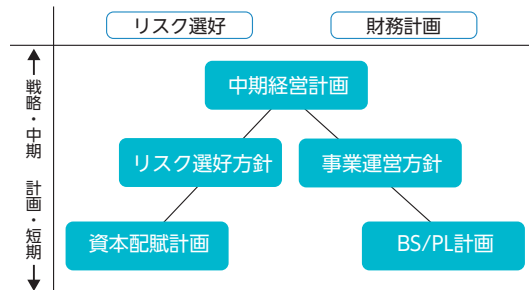 リスク選好
財務計画
戦略・中期
計画・短期
中期経営計画
リスク選好方針
事業運営方針
資本配賦計画
BS/PL計画